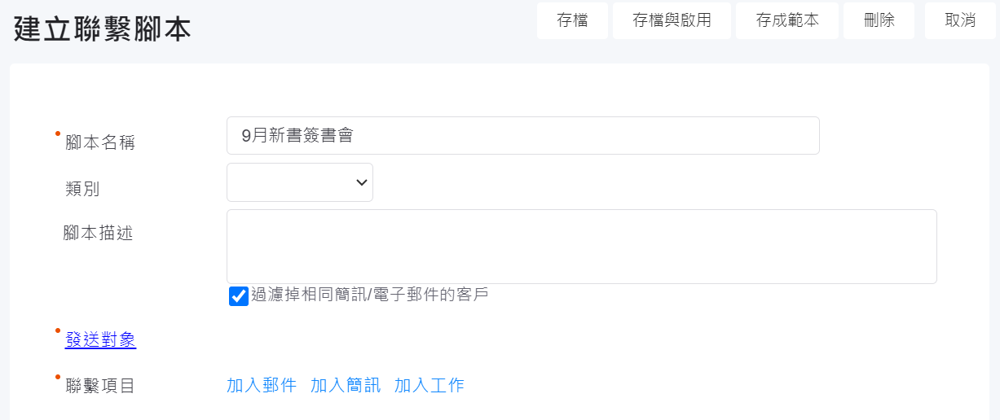 建立聯繫腳本
存檔 存檔與啟用 存成範本 刪除 取消
腳本名稱 9月新書簽書會
類別
腳本描述
過濾掉相同簡訊/電子郵件的客戶
發送對象
聯繫項目 加入郵件 加入簡訊 加入工作